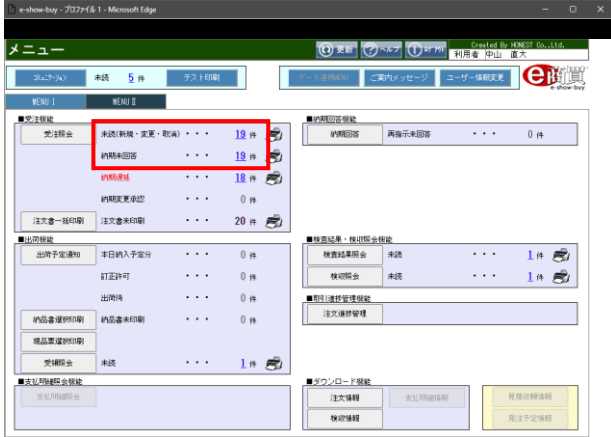 e-show-buy - プロファイル 1 - Microsoft Edge
メニュー
更新
ヘルプ
Created By HONEST Co.,Ltd.
利用者 中山 直大
未読 5 件
テスト印刷
ご案内メッセージ
ユーザー情報変更
e商買
e-show-buy
MENU Ⅰ
MENU Ⅱ
■受注機能
受注照会 未読(新規・変更・取消)・・・ 19 件
納期未回答 ・・・ 19 件
納期遅延 ・・・ 18 件
納期変更承認 ・・・ 0 件
注文書一括印刷 注文書未印刷 ・・・ 20 件
■納期回答機能
納期回答 再指示未回答 ・・・ 0 件
■出荷機能
出荷予定通知 本日納入予定分 ・・・ 0 件
訂正許可 ・・・ 0 件
出荷待 ・・・ 0 件
納品書選択印刷 納品書未印刷 ・・・ 0 件
現品票選択印刷
受領照会 未読 ・・・ 1 件
■検査結果・検収照会機能
検査結果照会 未読 ・・・ 1 件
検収照会 未読 ・・・ 1 件
■取引進捗管理機能
注文進捗管理
■支払明細照会機能
支払明細照会
■ダウンロード機能
注文情報
支払明細情報
見積依頼情報
検収情報
発注予定情報